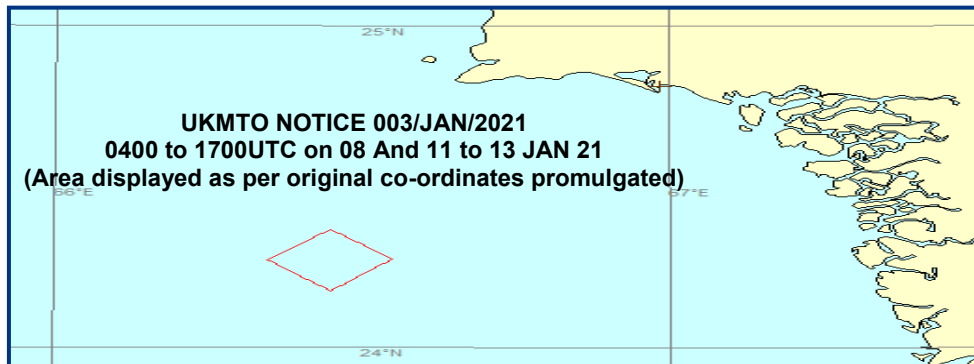 25°N
UKMTO NOTICE 003/JAN/2021
0400 to 1700UTC on 08 And 11 to 13 JAN 21
(Area displayed as per original co-ordinates promulgated)
66°E
67°E
24°N